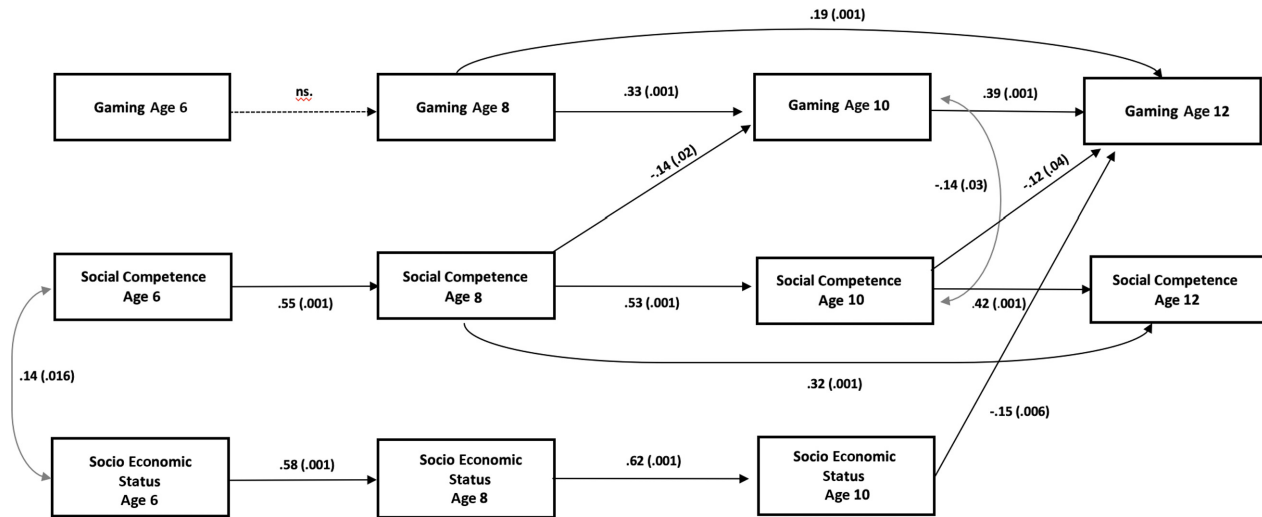 .19 (.001)
Gaming Age 6
ns.
Gaming Age 8
.33 (.001)
Gaming Age 10
.39 (.001)
Gaming Age 12
-.14 (.02)
-.14 (.03)
-.12 (.04)
Social Competence
Age 6
.55 (.001)
Social Competence
Age 8
.53 (.001)
Social Competence
Age 10
.42 (.001)
Social Competence
Age 12
.14 (.016)
.32 (.001)
-.15 (.006)
Socio Economic
Status
Age 6
.58 (.001)
Socio Economic
Status
Age 8
.62 (.001)
Socio Economic
Status
Age 10